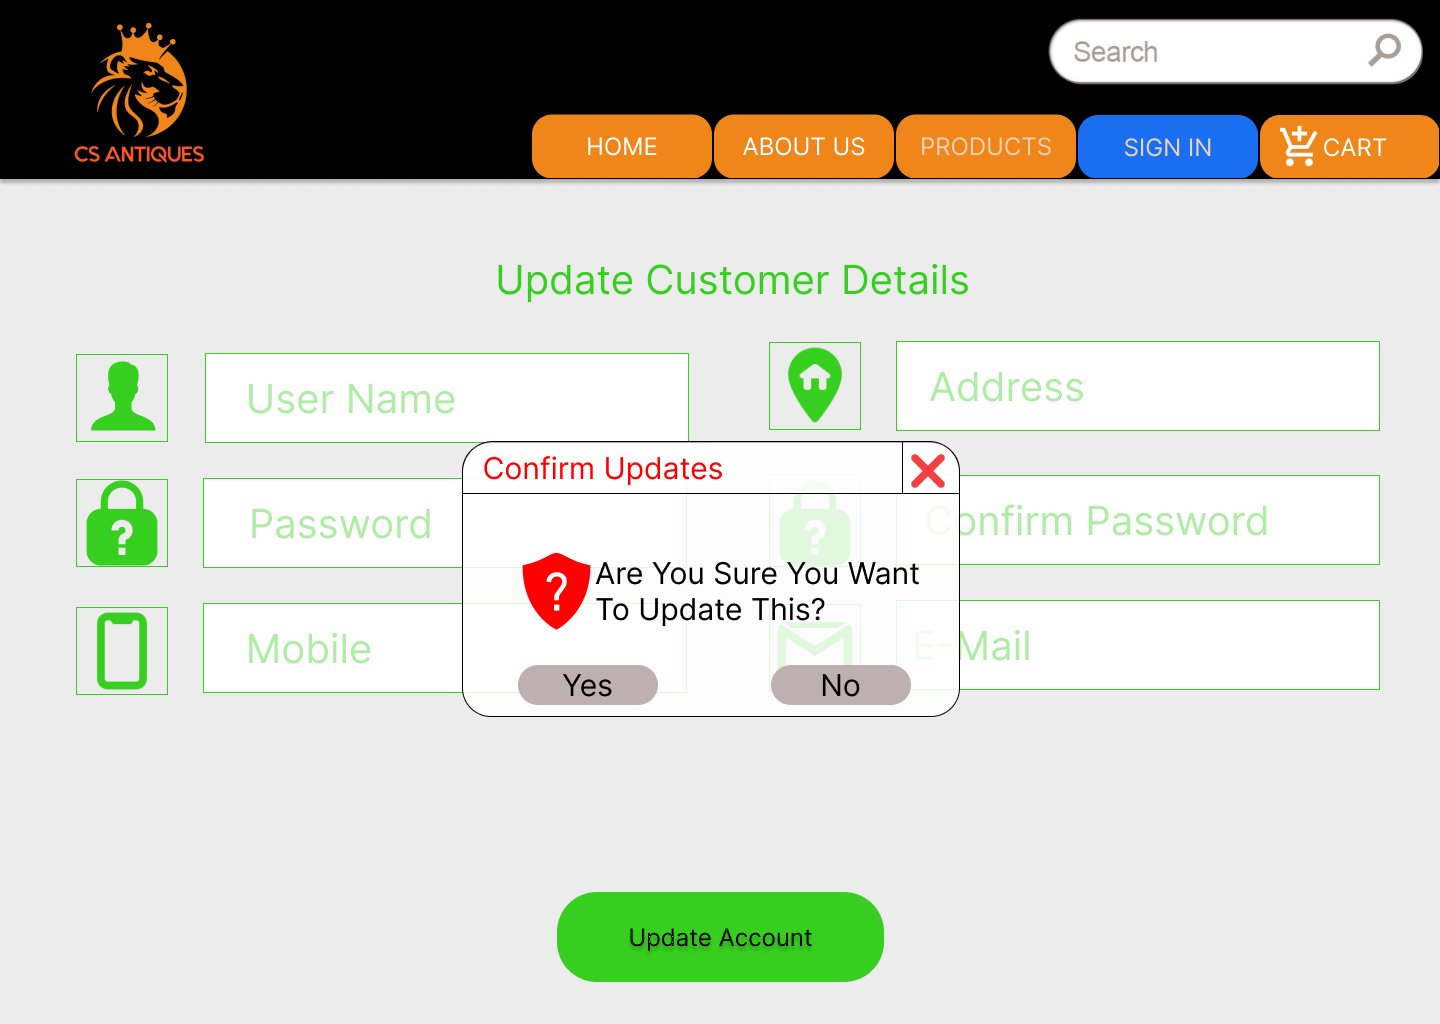 Search
CS ANTIQUES
HOME
ABOUT US
PRODUCTS
SIGN IN
CART
Update Customer Details
User Name
Address
Confirm Updates
Password
Confirm Password
Are You Sure You Want
To Update This?
Mobile
E-Mail
Yes
No
Update Account